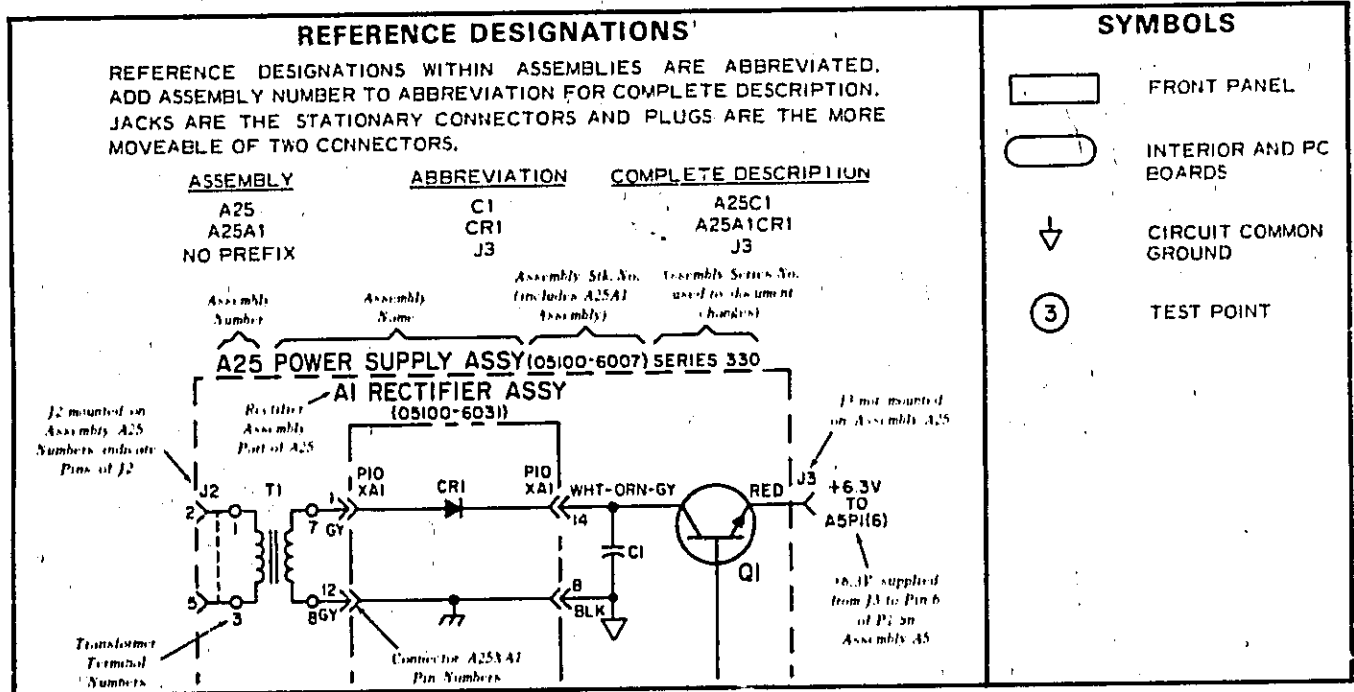 REFERENCE DESIGNATIONS
REFERENCE DESIGNATIONS WITHIN ASSEMBLIES ARE ABBREVIATED.
ADD ASSEMBLY NUMBER TO ABBREVIATION FOR COMPLETE DESCRIPTION.
JACKS ARE THE STATIONARY CONNECTORS AND PLUGS ARE THE MORE
MOVEABLE OF TWO CONNECTORS.
ASSEMBLY ABBREVIATION COMPLETE DESCRIPTION
A25 C1 A25C1
A25A1 CR1 A25A1CR1
NO PREFIX J3 J3
Assembly
Number
Assembly
Name
Assembly Stk. No.
(includes A25A1
Assembly)
Assembly Series No.
used to document
changes)
A25 POWER SUPPLY ASSY (05100-6007) SERIES 330
A1 RECTIFIER ASSY
(05100-6031)
J2 mounted on
Assembly A25
Numbers indicate
Pins of J2
Rectifier
Assembly
Part of A25
J3 not mounted
on Assembly A25
J2
T1
2
1
5
3
1
7
GY
12
8
GY
P/O
XA1
CR1
P/O
XA1
WHT-ORN-GY
14
C1
8
BLK
Q1
RED
J3
+6.3V
TO
A5P1(6)
+6.3V supplied
from J3 to Pin 6
of P1 on
Assembly A5
Transformer
Terminal
Numbers
Connector A25XA1
Pin Numbers
SYMBOLS
FRONT PANEL
INTERIOR AND PC
BOARDS
CIRCUIT COMMON
GROUND
3
TEST POINT